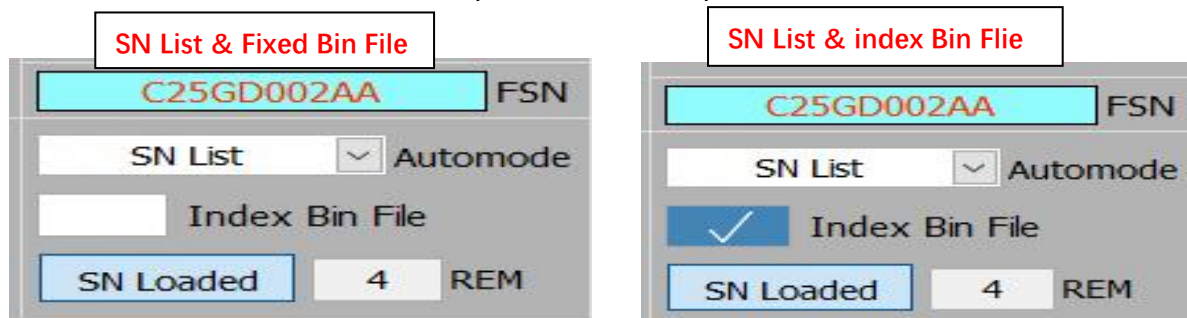 SN List & Fixed Bin File
C25GD002AA FSN
SN List Automode
Index Bin File
SN Loaded 4 REM
SN List & index Bin Flie
C25GD002AA FSN
SN List Automode
Index Bin File
SN Loaded 4 REM